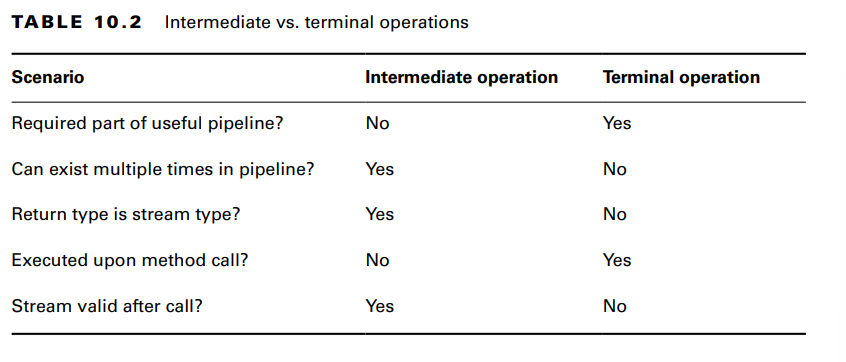 TABLE 10.2 Intermediate vs. terminal operations
Scenario Intermediate operation Terminal operation
Required part of useful pipeline? No Yes
Can exist multiple times in pipeline? Yes No
Return type is stream type? Yes No
Executed upon method call? No Yes
Stream valid after call? Yes No